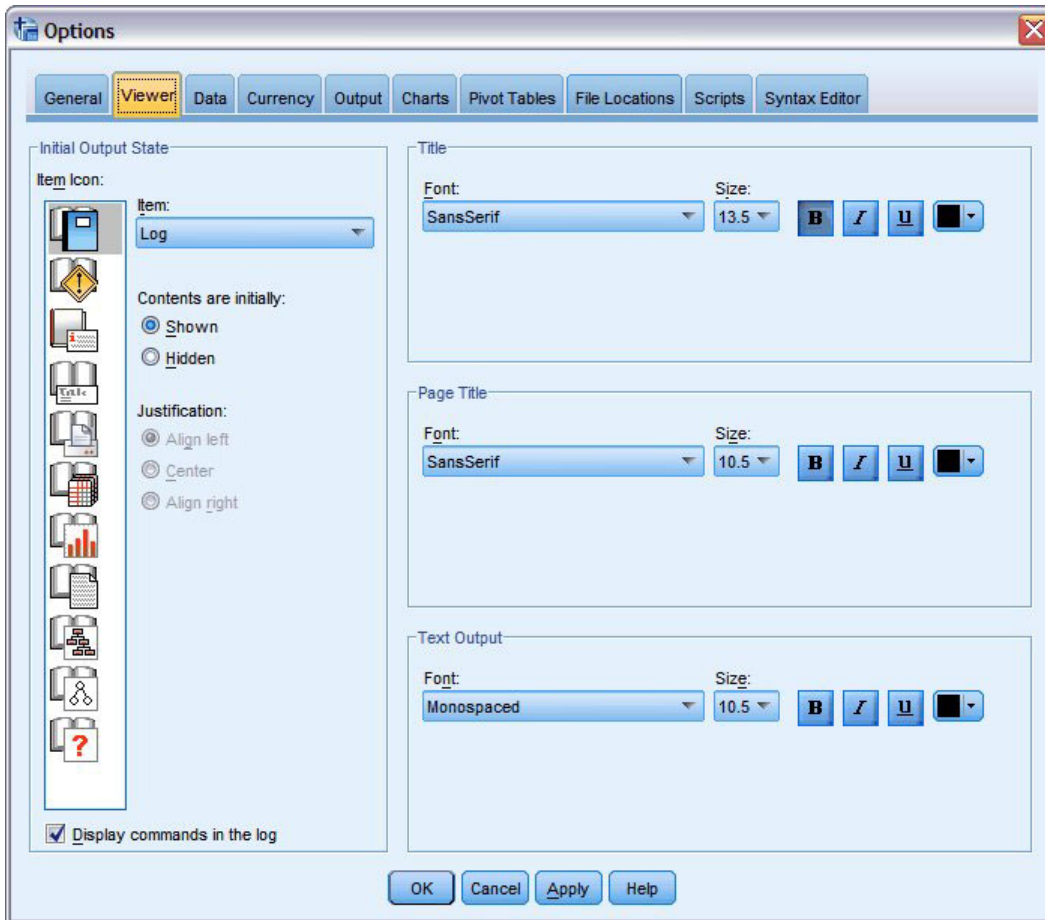 Options
General Viewer Data Currency Output Charts Pivot Tables File Locations Scripts Syntax Editor
Initial Output State
Item Icon:
Item:
Log
Contents are initially:
Shown
Hidden
Justification:
Align left
Center
Align right
Title
?
Display commands in the log
Title
Font:
Size:
SansSerif
13.5
B I U
Page Title
Font:
Size:
SansSerif
10.5
B I U
Text Output
Font:
Size:
Monospaced
10.5
B I U
OK Cancel Apply Help